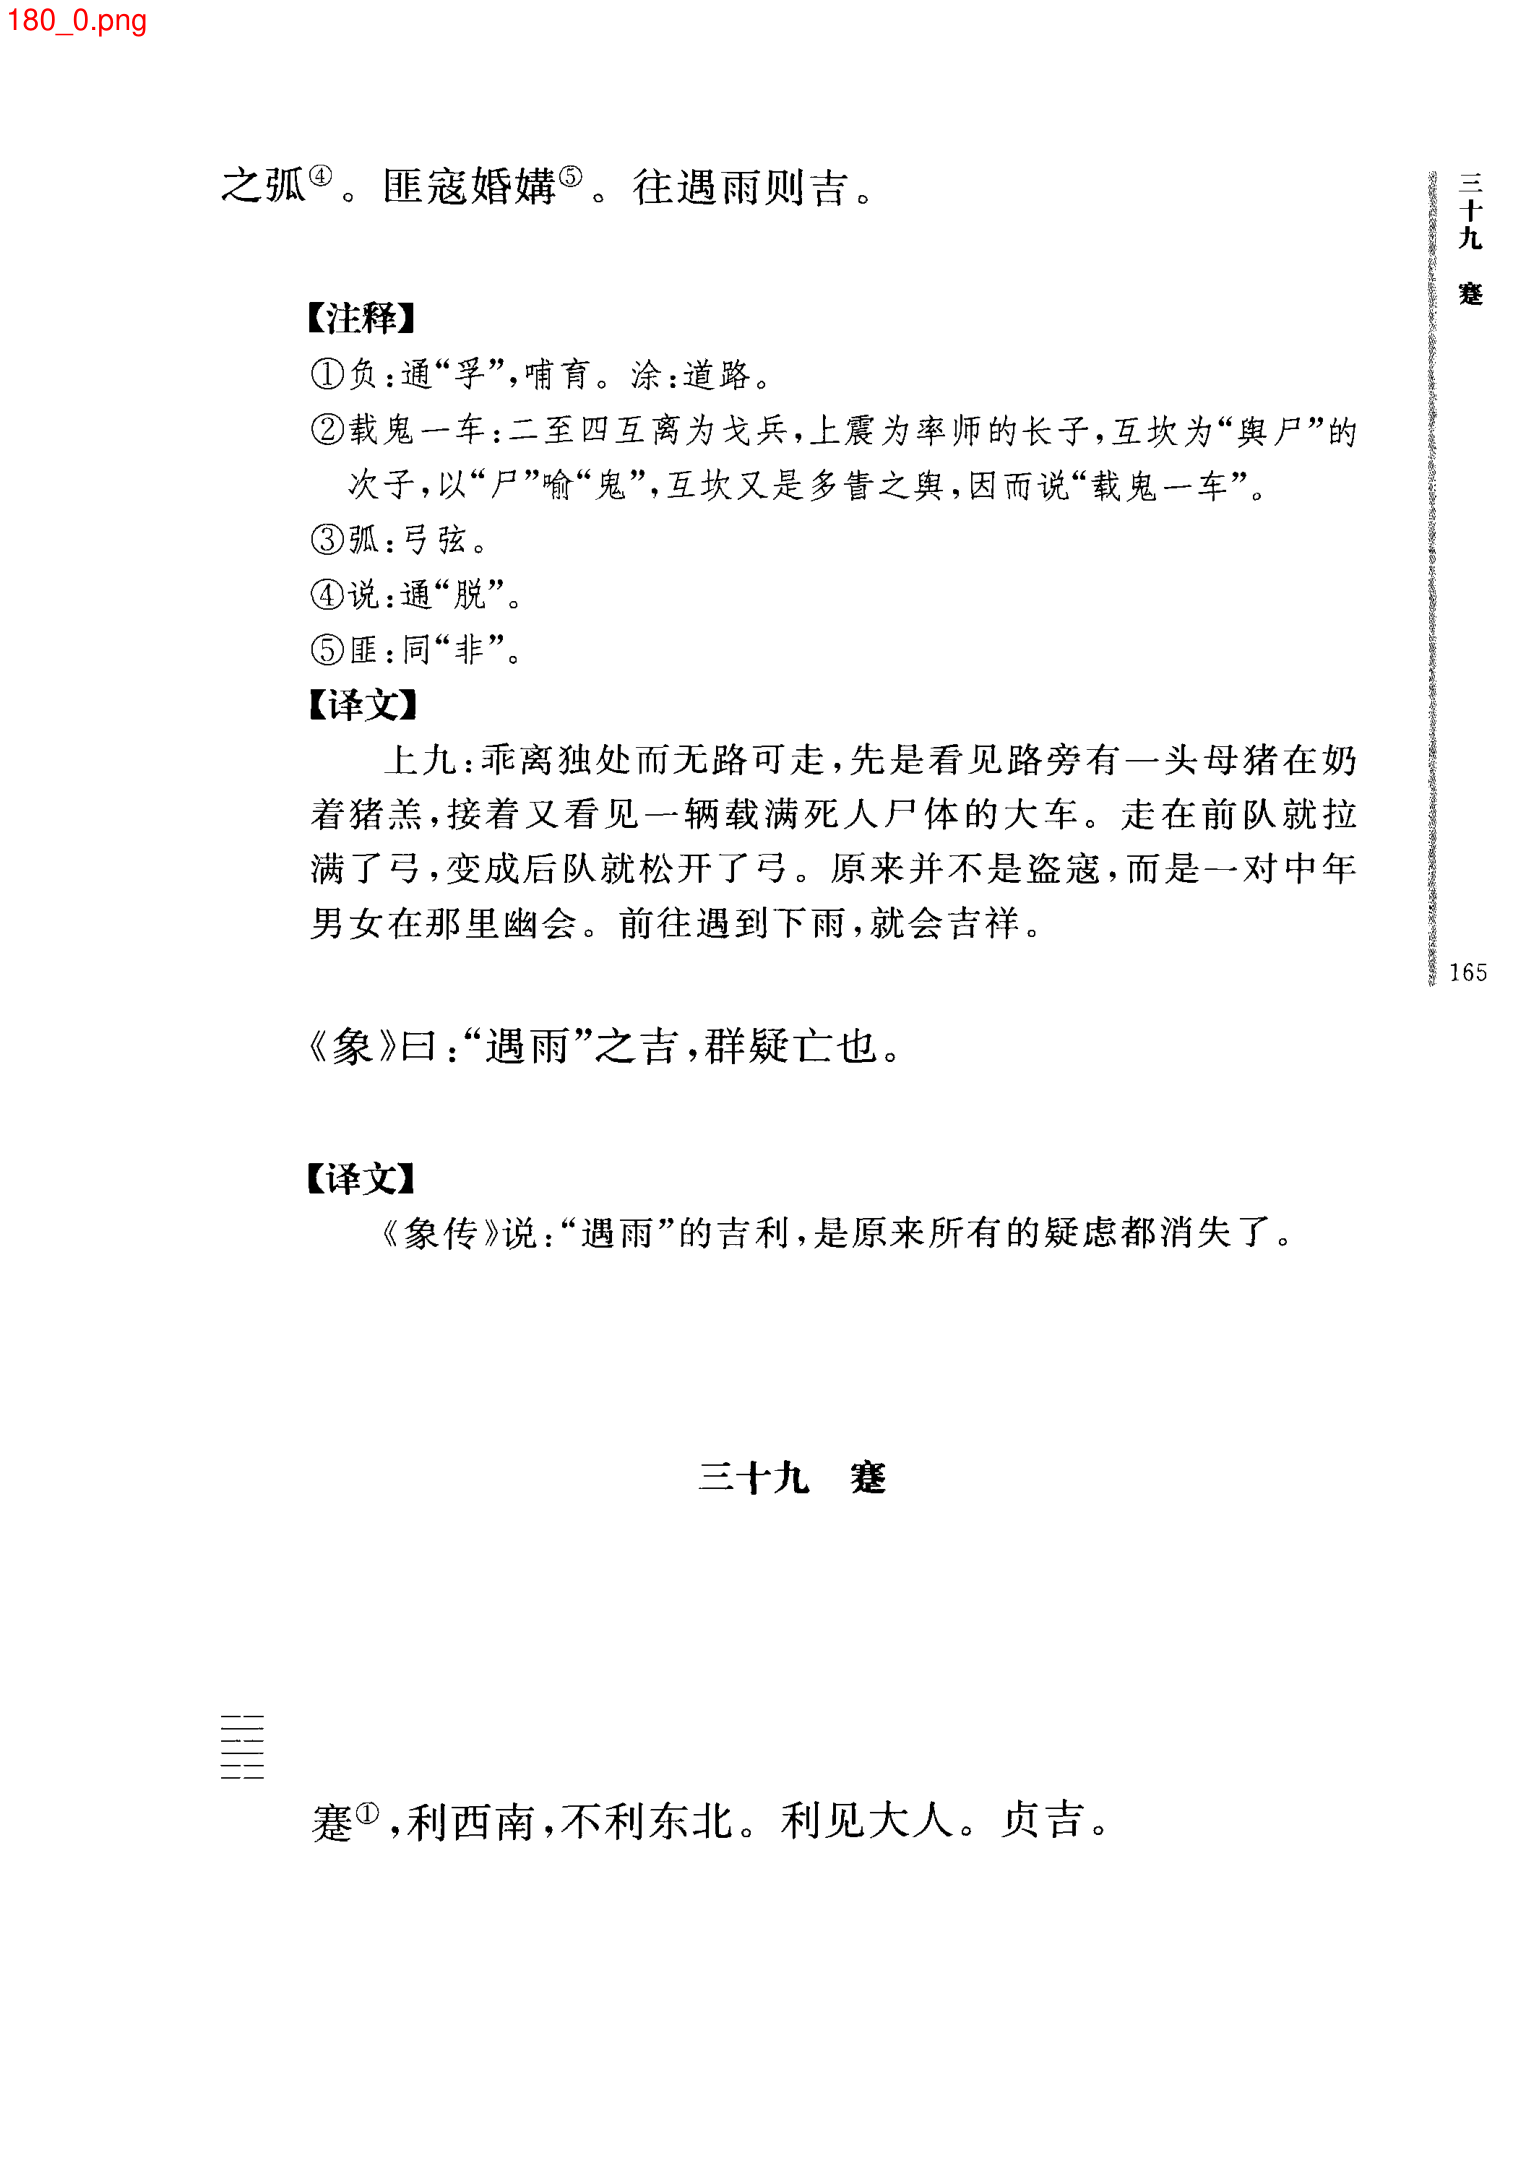 180_0.png
之弧④。匪寇婚媾⑤。往遇雨则吉。
【注释】
①负:通“孚”,哺育。涂:道路。
②载鬼一车:二至四互离为戈兵,上震为率师的长子,互坎为“舆尸”的
次子,以“尸”喻“鬼”,互坎又是多眚之舆,因而说“载鬼一车”。
③弧:弓弦。
④说:通“脱”。
⑤匪:同“非”。
【译文】
上九:乖离独处而无路可走,先是看见路旁有一头母猪在奶
着猪羔,接着又看见一辆载满死人尸体的大车。走在前队就拉
满了弓,变成后队就松开了弓。原来并不是盗寇,而是一对中年
男女在那里幽会。前往遇到下雨,就会吉祥。
《象》曰:“遇雨”之吉,群疑亡也。
【译文】
《象传》说:“遇雨”的吉利,是原来所有的疑虑都消失了。
三十九 蹇
蹇①,利西南,不利东北。利见大人。贞吉。
三十九 蹇
165